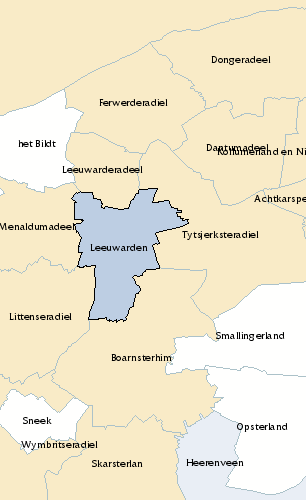 Dongeradeel
Ferwerderadiel
het Bildt
Dantumadeel
Kollumerland en Ni
Leeuwarderadeel
Achtkarspe
Menaldumadeel
Tytsjerksteradiel
Leeuwarden
Littenseradiel
Smallingerland
Boarnsterhim
Sneek
Opsterland
Wymbritseradiel
Skarsterlan
Heerenveen